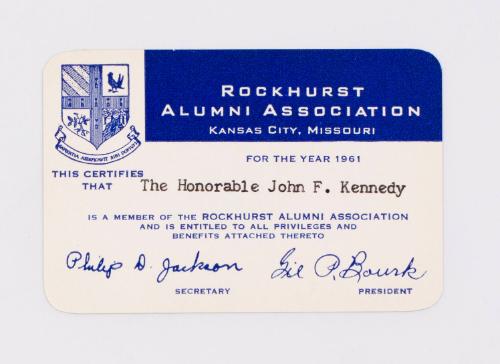 ROCKHURST
ALUMNI ASSOCIATION
KANSAS CITY, MISSOURI
FOR THE YEAR 1961
THIS CERTIFIES
THAT The Honorable John F. Kennedy
IS A MEMBER OF THE ROCKHURST ALUMNI ASSOCIATION
AND IS ENTITLED TO ALL PRIVILEGES AND
BENEFITS ATTACHED THERETO
Philip D. Jackson Gil P. Bourk
SECRETARY PRESIDENT